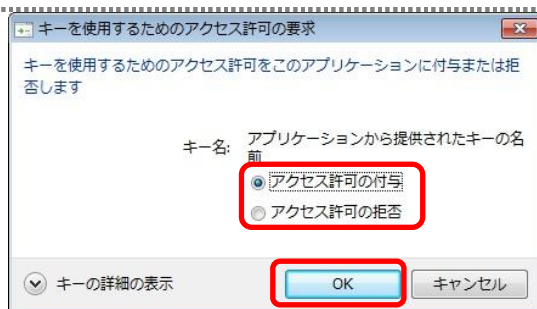 キーを使用するためのアクセス許可の要求
キーを使用するためのアクセス許可をこのアプリケーションに付与または拒
否します
キー名: アプリケーションから提供されたキーの名
前
アクセス許可の付与
アクセス許可の拒否
キーの詳細の表示 OK キャンセル